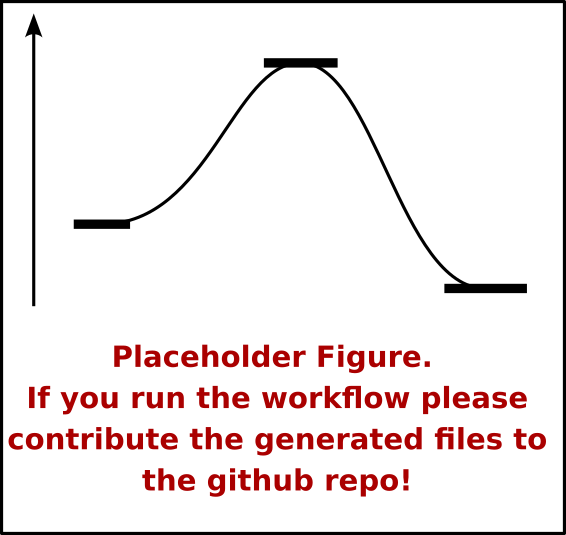 Placeholder Figure.
If you run the workflow please
contribute the generated files to
the github repo!